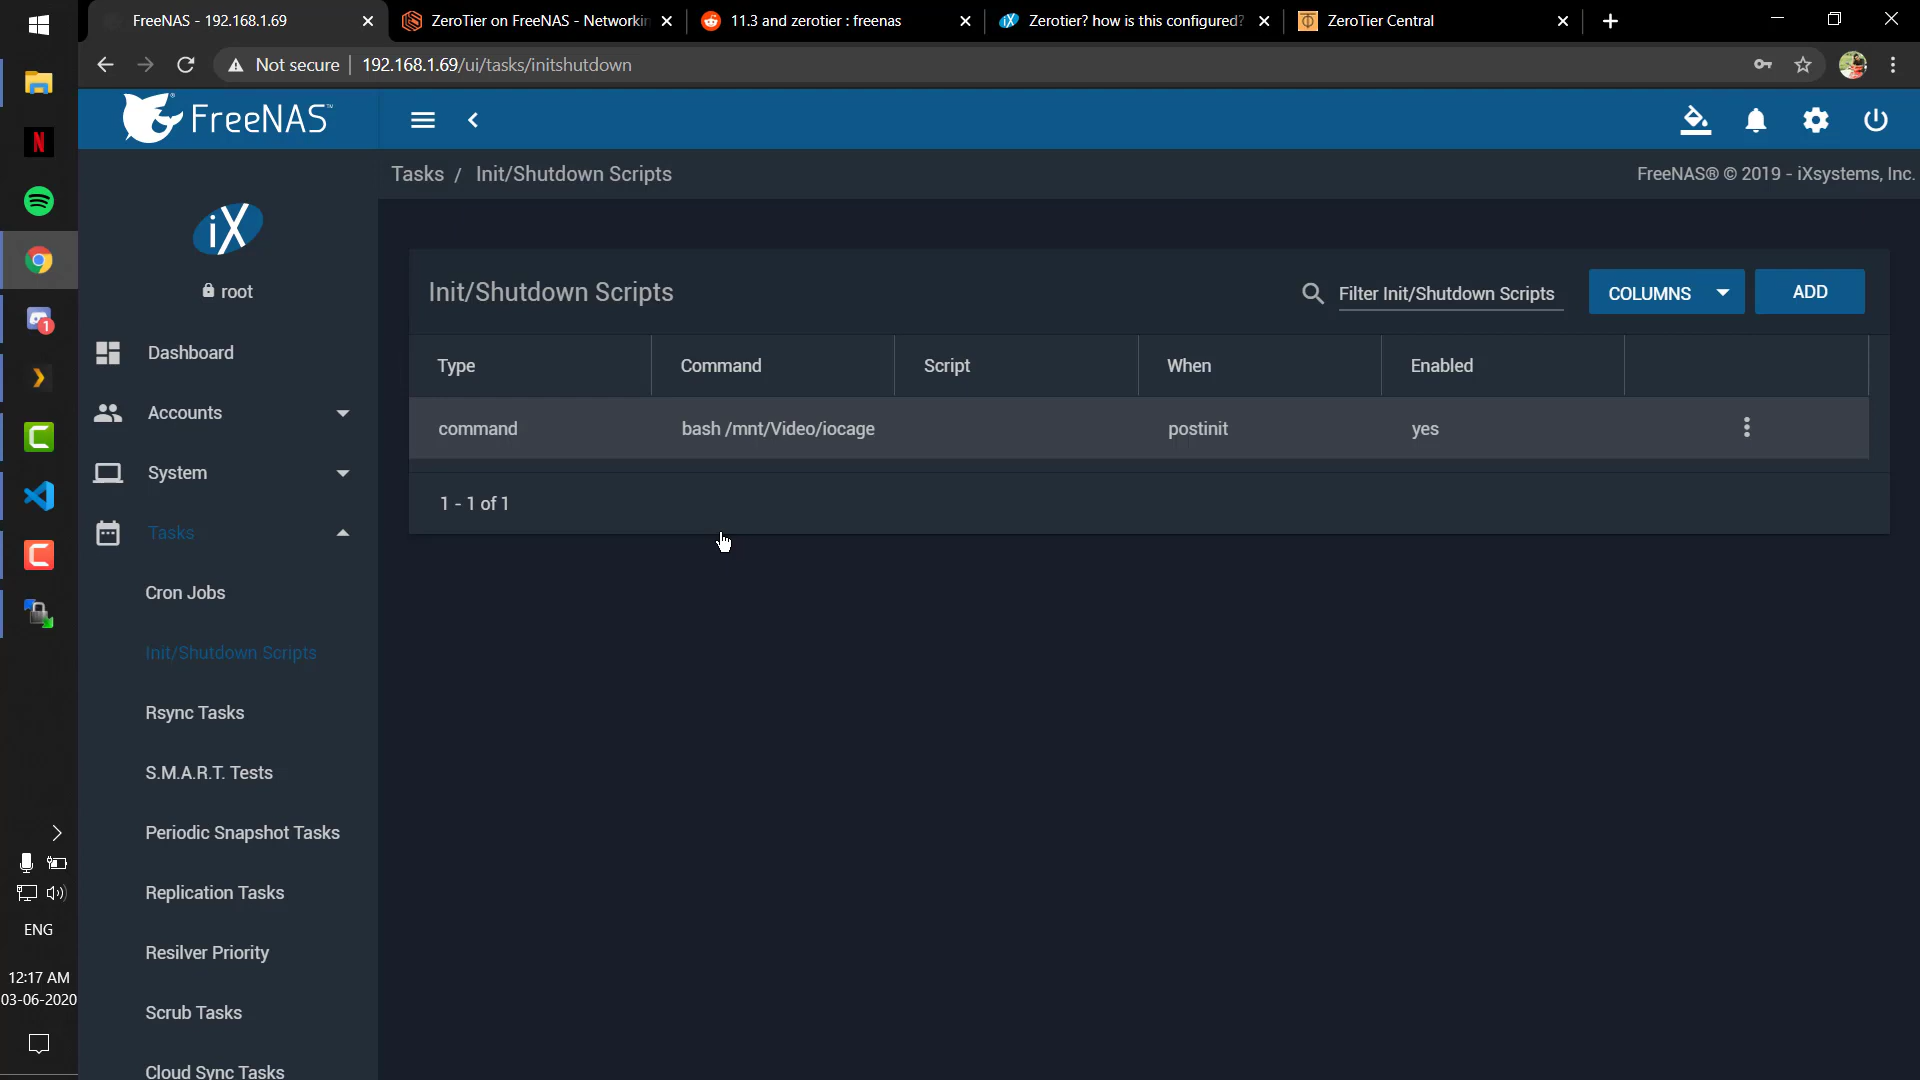 FreeNAS - 192.168.1.69
ZeroTier on FreeNAS - Networkin
11.3 and zerotier : freenas
Zerotier? how is this configured?
ZeroTier Central
Not secure
192.168.1.69/ui/tasks/initshutdown
FreeNAS™
Tasks / Init/Shutdown Scripts
FreeNAS® © 2019 - iXsystems, Inc.
iX
root
Init/Shutdown Scripts
Filter Init/Shutdown Scripts
COLUMNS
ADD
Type
Command
Script
When
Enabled
command
bash /mnt/Video/iocage
postinit
yes
1 - 1 of 1
Dashboard
Accounts
System
Tasks
Cron Jobs
Init/Shutdown Scripts
Rsync Tasks
S.M.A.R.T. Tests
Periodic Snapshot Tasks
Replication Tasks
Resilver Priority
Scrub Tasks
Cloud Sync Tasks
N
1
ENG
12:17 AM
03-06-2020